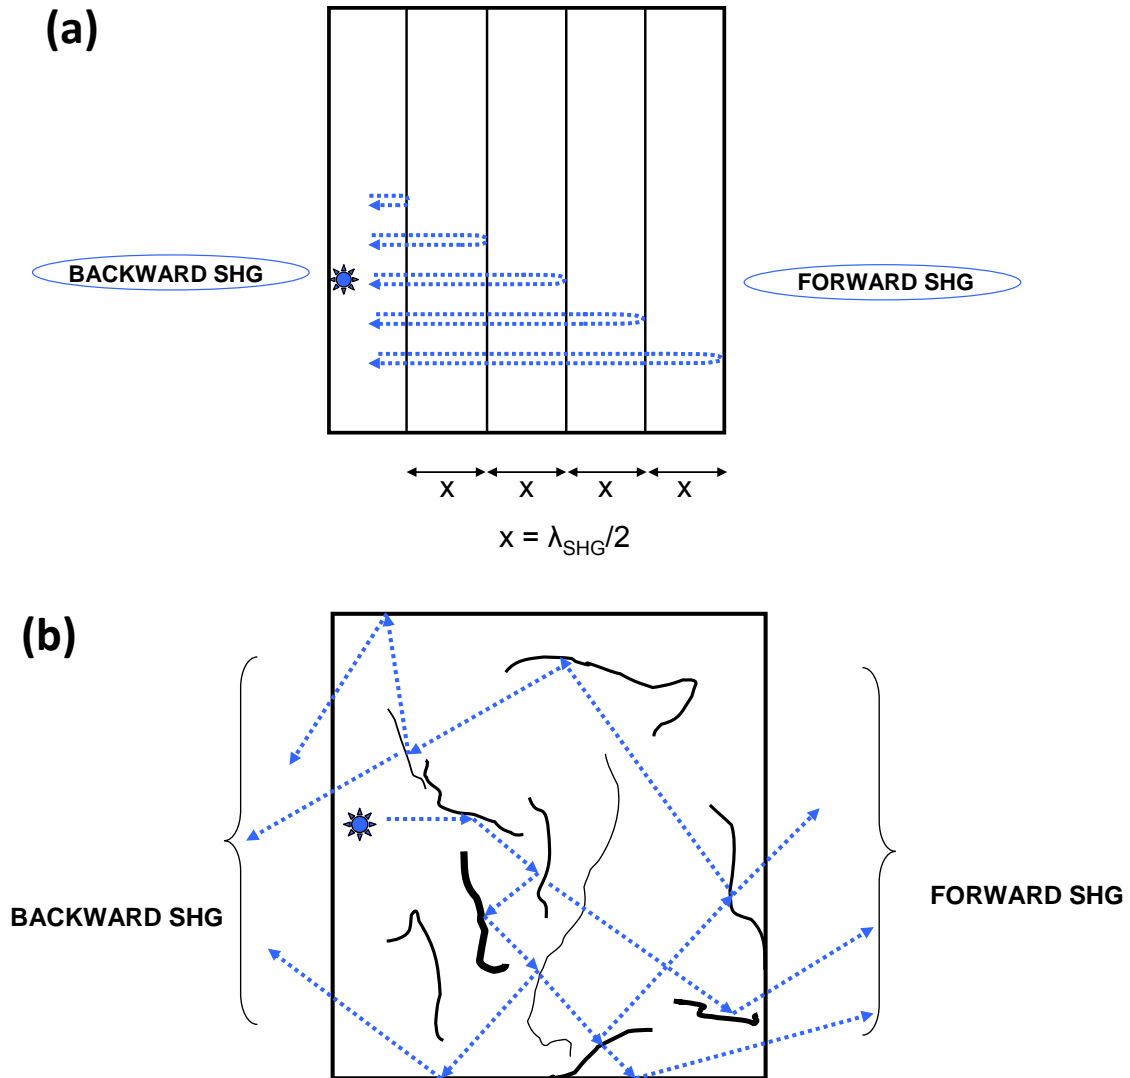 (a)
BACKWARD SHG
FORWARD SHG
x x x x
x = λSHG/2
(b)
BACKWARD SHG
FORWARD SHG